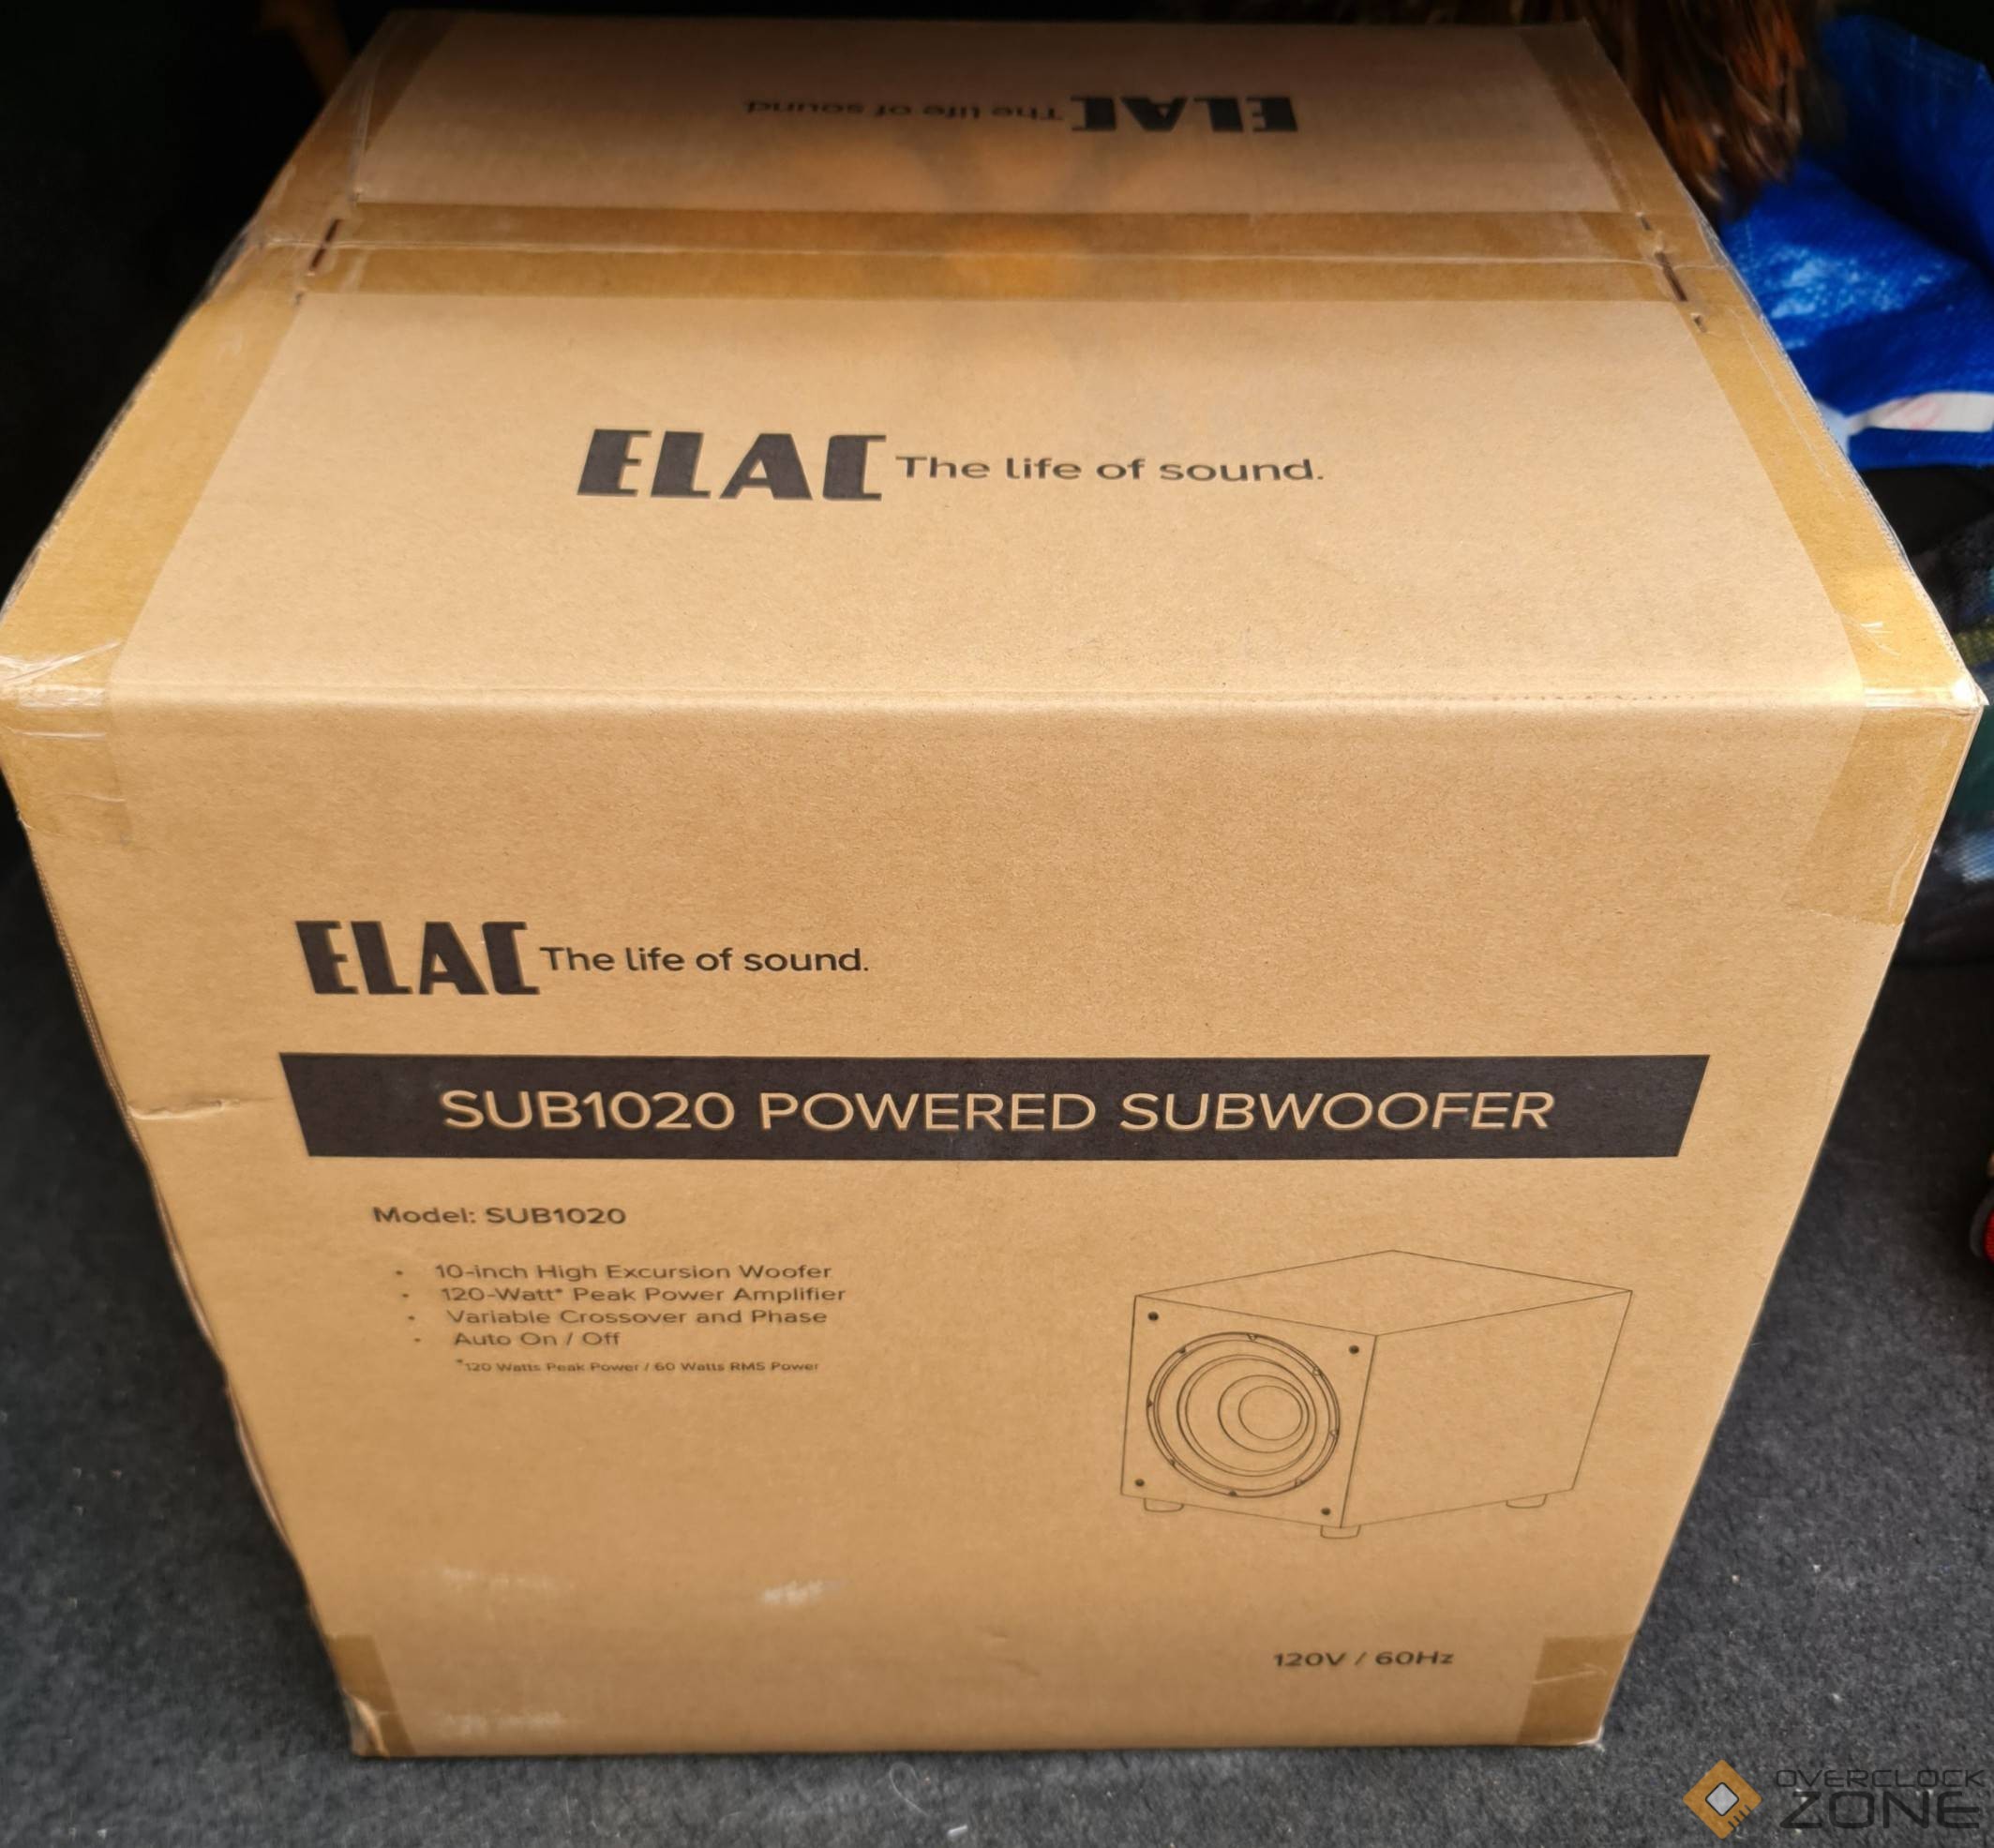 ELAC The life of sound.
ELAC The life of sound.
ELAC The life of sound.
SUB1020 POWERED SUBWOOFER
Model: SUB1020
• 10-inch High Excursion Woofer
• 120-Watt* Peak Power Amplifier
• Variable Crossover and Phase
• Auto On / Off
*120 Watts Peak Power / 60 Watts RMS Power
120V / 60Hz
OVERCLOCK
ZONE